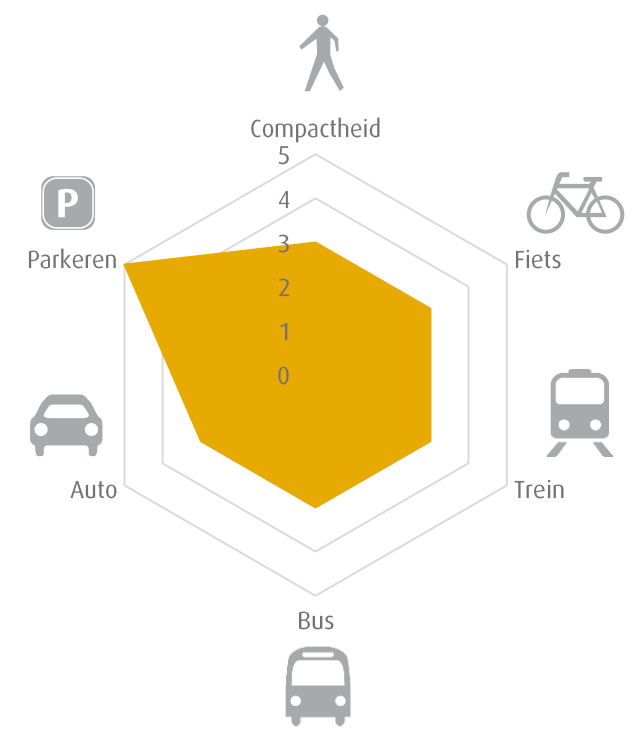 Compactheid
5
4
3
2
1
0
P
Parkeren
Fiets
Auto
Trein
Bus